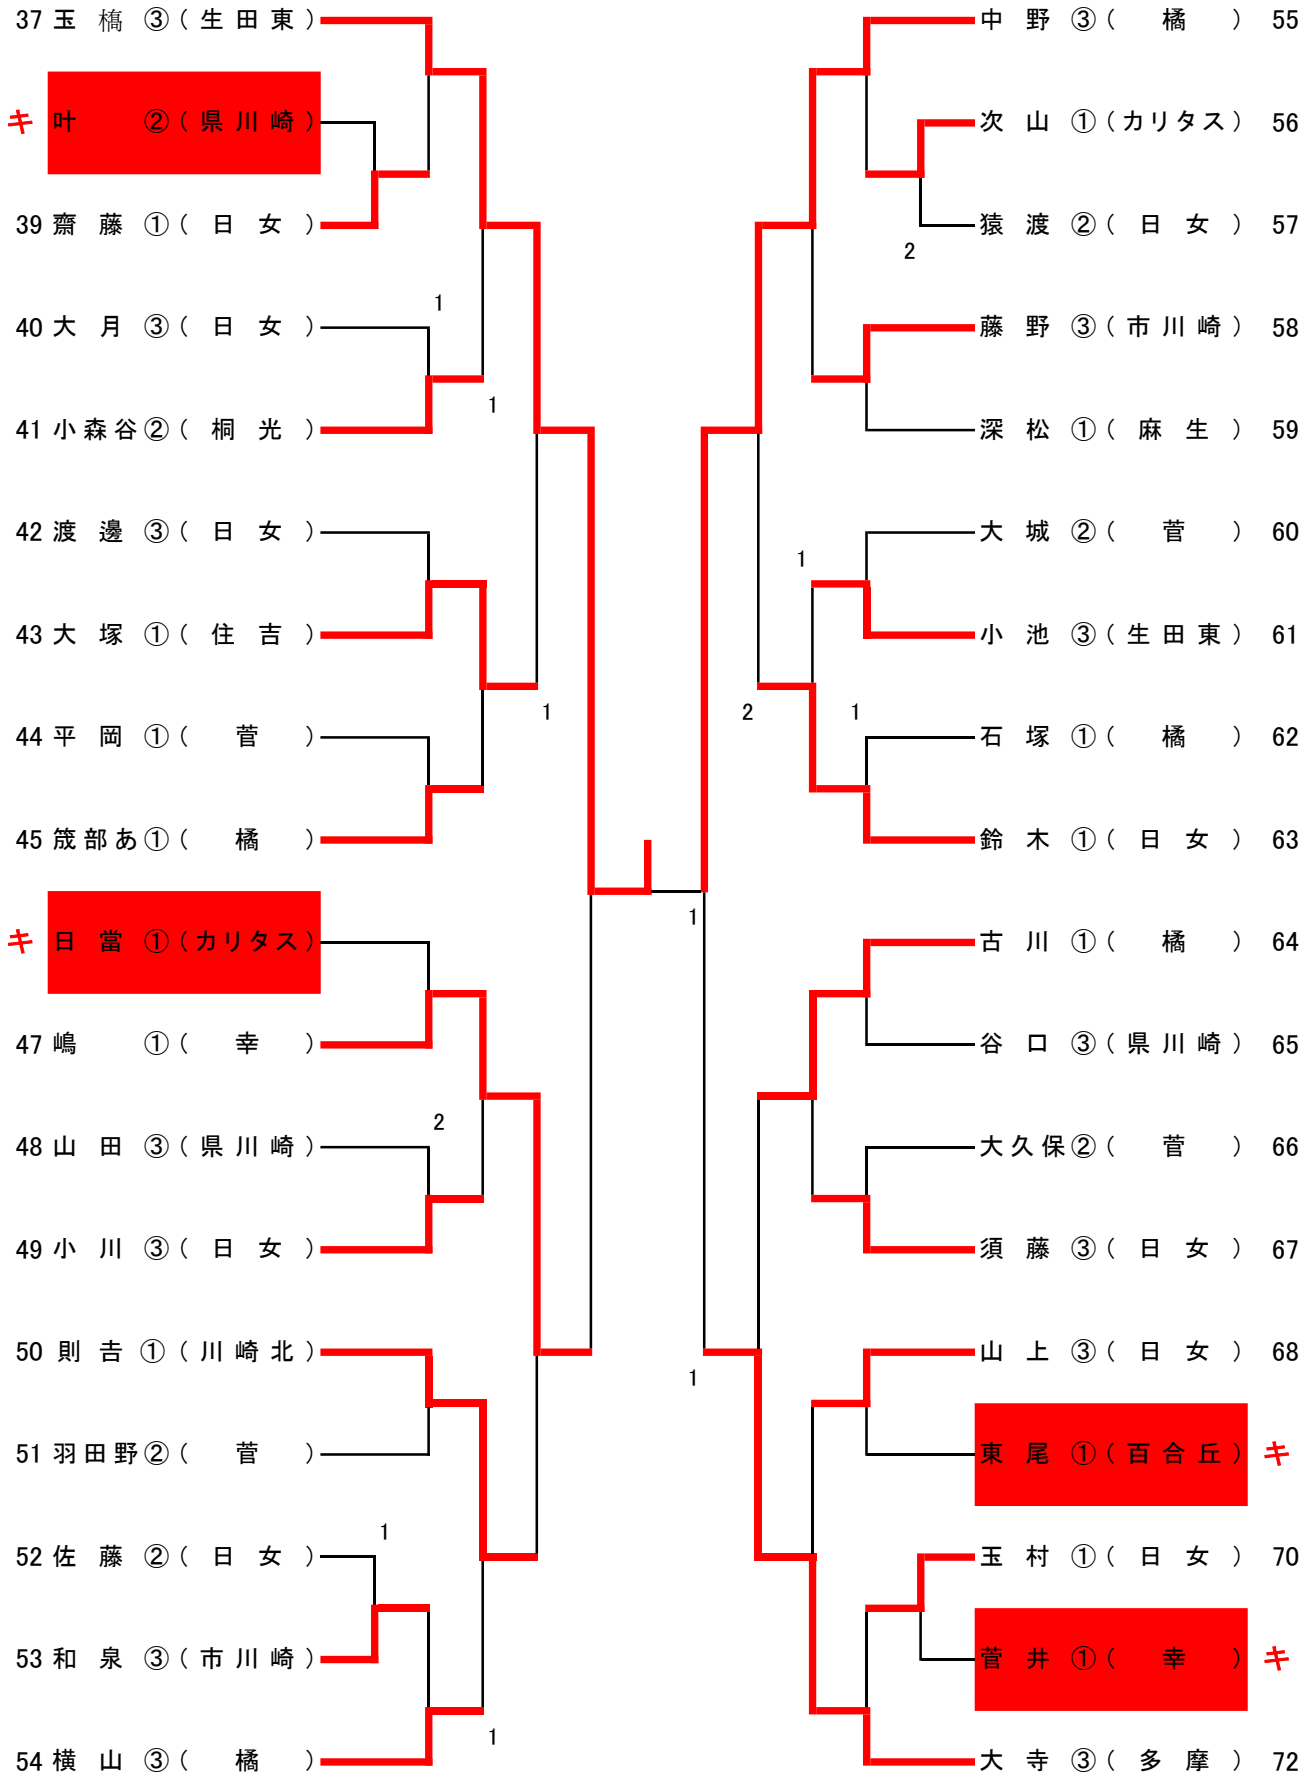 37 玉 槗 ③ ( 生 田 東 )
キ 叶 ② ( 県 川 崎 )
39 齋 藤 ① ( 日 女 )
1
40 大 月 ③ ( 日 女 )
1
41 小 森 谷 ② ( 桐 光 )
42 渡 邊 ③ ( 日 女 )
43 大 塚 ① ( 住 吉 )
1
44 平 岡 ① ( 菅 )
45 筬 部 あ ① ( 橘 )
キ 日 當 ① ( カリタス )
47 嶋 ① ( 幸 )
2
48 山 田 ③ ( 県 川 崎 )
49 小 川 ③ ( 日 女 )
50 則 吉 ① ( 川 崎 北 )
51 羽 田 野 ② ( 菅 )
1
52 佐 藤 ② ( 日 女 )
53 和 泉 ③ ( 市 川 崎 )
1
54 横 山 ③ ( 橘 )
中 野 ③ ( 橘 ) 55
次 山 ① ( カリタス ) 56
猿 渡 ② ( 日 女 ) 57
2
藤 野 ③ ( 市 川 崎 ) 58
深 松 ① ( 麻 生 ) 59
大 城 ② ( 菅 ) 60
1
小 池 ③ ( 生 田 東 ) 61
2
1
石 塚 ① ( 橘 ) 62
鈴 木 ① ( 日 女 ) 63
1
古 川 ① ( 橘 ) 64
谷 口 ③ ( 県 川 崎 ) 65
大 久 保 ② ( 菅 ) 66
須 藤 ③ ( 日 女 ) 67
山 上 ③ ( 日 女 ) 68
1
東 尾 ① ( 百 合 丘 ) キ
玉 村 ① ( 日 女 ) 70
菅 井 ① ( 幸 ) キ
大 寺 ③ ( 多 摩 ) 72